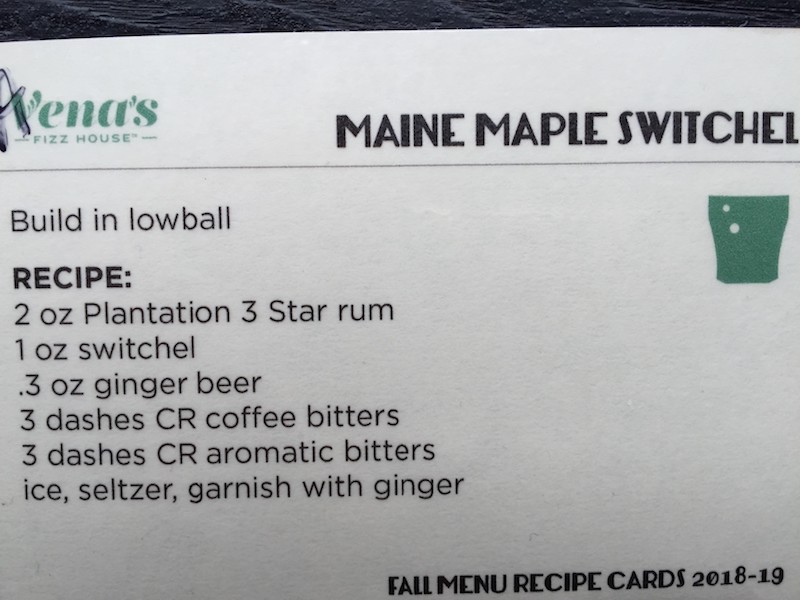 Vena's
FIZZ HOUSE™
MAINE MAPLE SWITCHEL
Build in lowball
RECIPE:
2 oz Plantation 3 Star rum
1 oz switchel
.3 oz ginger beer
3 dashes CR coffee bitters
3 dashes CR aromatic bitters
ice, seltzer, garnish with ginger
FALL MENU RECIPE CARDS 2018-19